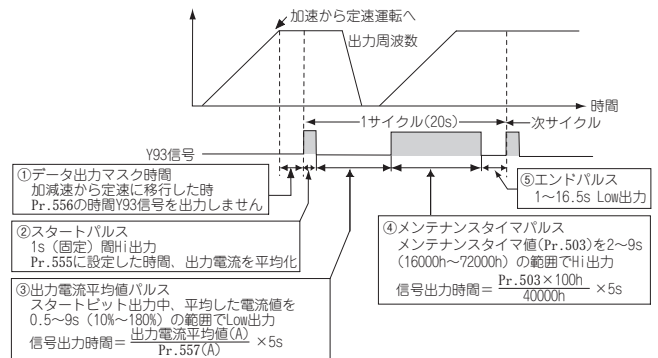 加速から定速運転へ
出力周波数
時間
1サイクル(20s)
次サイクル
Y93信号
①データ出力マスク時間
加減速から定速に移行した時
Pr.556の時間Y93信号を出力しません
②スタートパルス
1s（固定）間Hi出力
Pr.555に設定した時間、出力電流を平均化
③出力電流平均値パルス
スタートビット出力中、平均した電流値を
0.5〜9s（10%〜180%）の範囲でLow出力
信号出力時間＝ 出力電流平均値(A) / Pr.557(A) ×5s
⑤エンドパルス
1〜16.5s Low出力
④メンテナンスタイマパルス
メンテナンスタイマ値(Pr.503)を2〜9s
(16000h〜72000h）の範囲でHi出力
信号出力時間＝ Pr.503×100h / 40000h ×5s